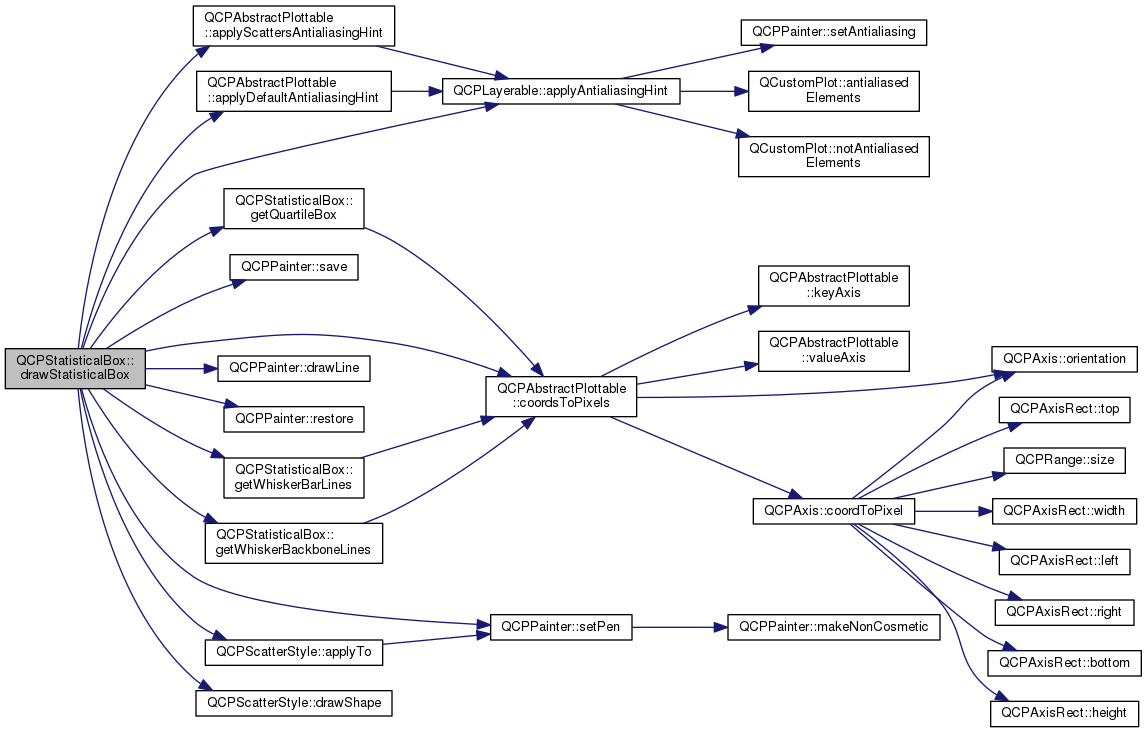 QCPStatisticalBox::
drawStatisticalBox
QCPAbstractPlottable
::applyScattersAntialiasingHint
QCPAbstractPlottable
::applyDefaultAntialiasingHint
QCPLayerable::applyAntialiasingHint
QCPPainter::setAntialiasing
QCustomPlot::antialiased
Elements
QCustomPlot::notAntialiased
Elements
QCPStatisticalBox::
getQuartileBox
QCPPainter::save
QCPPainter::drawLine
QCPPainter::restore
QCPStatisticalBox::
getWhiskerBarLines
QCPStatisticalBox::
getWhiskerBackboneLines
QCPScatterStyle::applyTo
QCPScatterStyle::drawShape
QCPAbstractPlottable
::coordsToPixels
QCPPainter::setPen
QCPAbstractPlottable
::keyAxis
QCPAbstractPlottable
::valueAxis
QCPAxis::coordToPixel
QCPPainter::makeNonCosmetic
QCPAxis::orientation
QCPAxisRect::top
QCPRange::size
QCPAxisRect::width
QCPAxisRect::left
QCPAxisRect::right
QCPAxisRect::bottom
QCPAxisRect::height